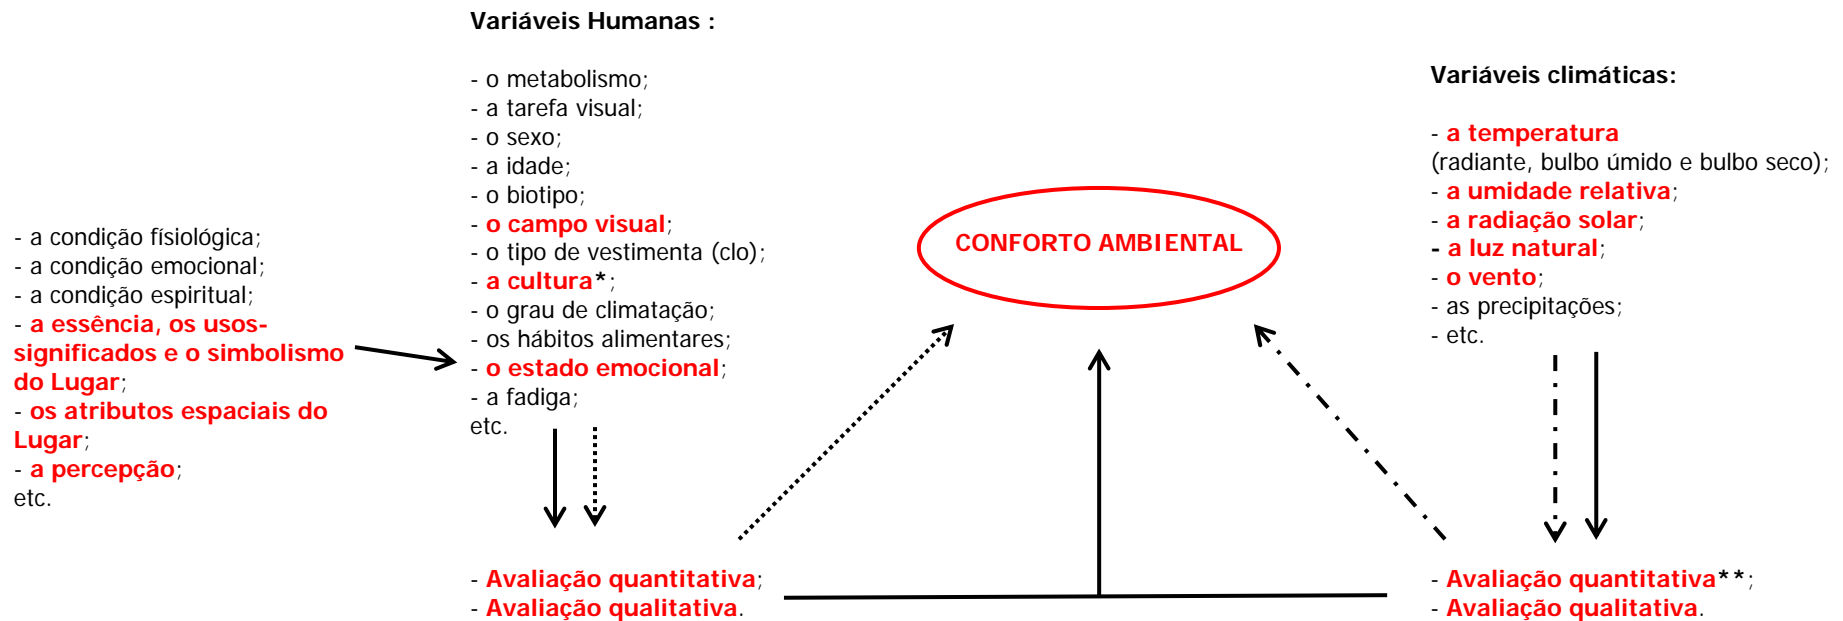 Variáveis Humanas :
- o metabolismo;
- a tarefa visual;
- o sexo;
- a idade;
- o biotipo;
- o campo visual;
- o tipo de vestimenta (clo);
- a cultura*;
- o grau de climatação;
- os hábitos alimentares;
- o estado emocional;
- a fadiga;
etc.
- a condição físiológica;
- a condição emocional;
- a condição espiritual;
- a essência, os usos-
significados e o simbolismo
do Lugar;
- os atributos espaciais do
Lugar;
- a percepção;
etc.
CONFORTO AMBIENTAL
Variáveis climáticas:
- a temperatura
(radiante, bulbo úmido e bulbo seco);
- a umidade relativa;
- a radiação solar;
- a luz natural;
- o vento;
- as precipitações;
- etc.
- Avaliação quantitativa;
- Avaliação qualitativa.
- Avaliação quantitativa**;
- Avaliação qualitativa.